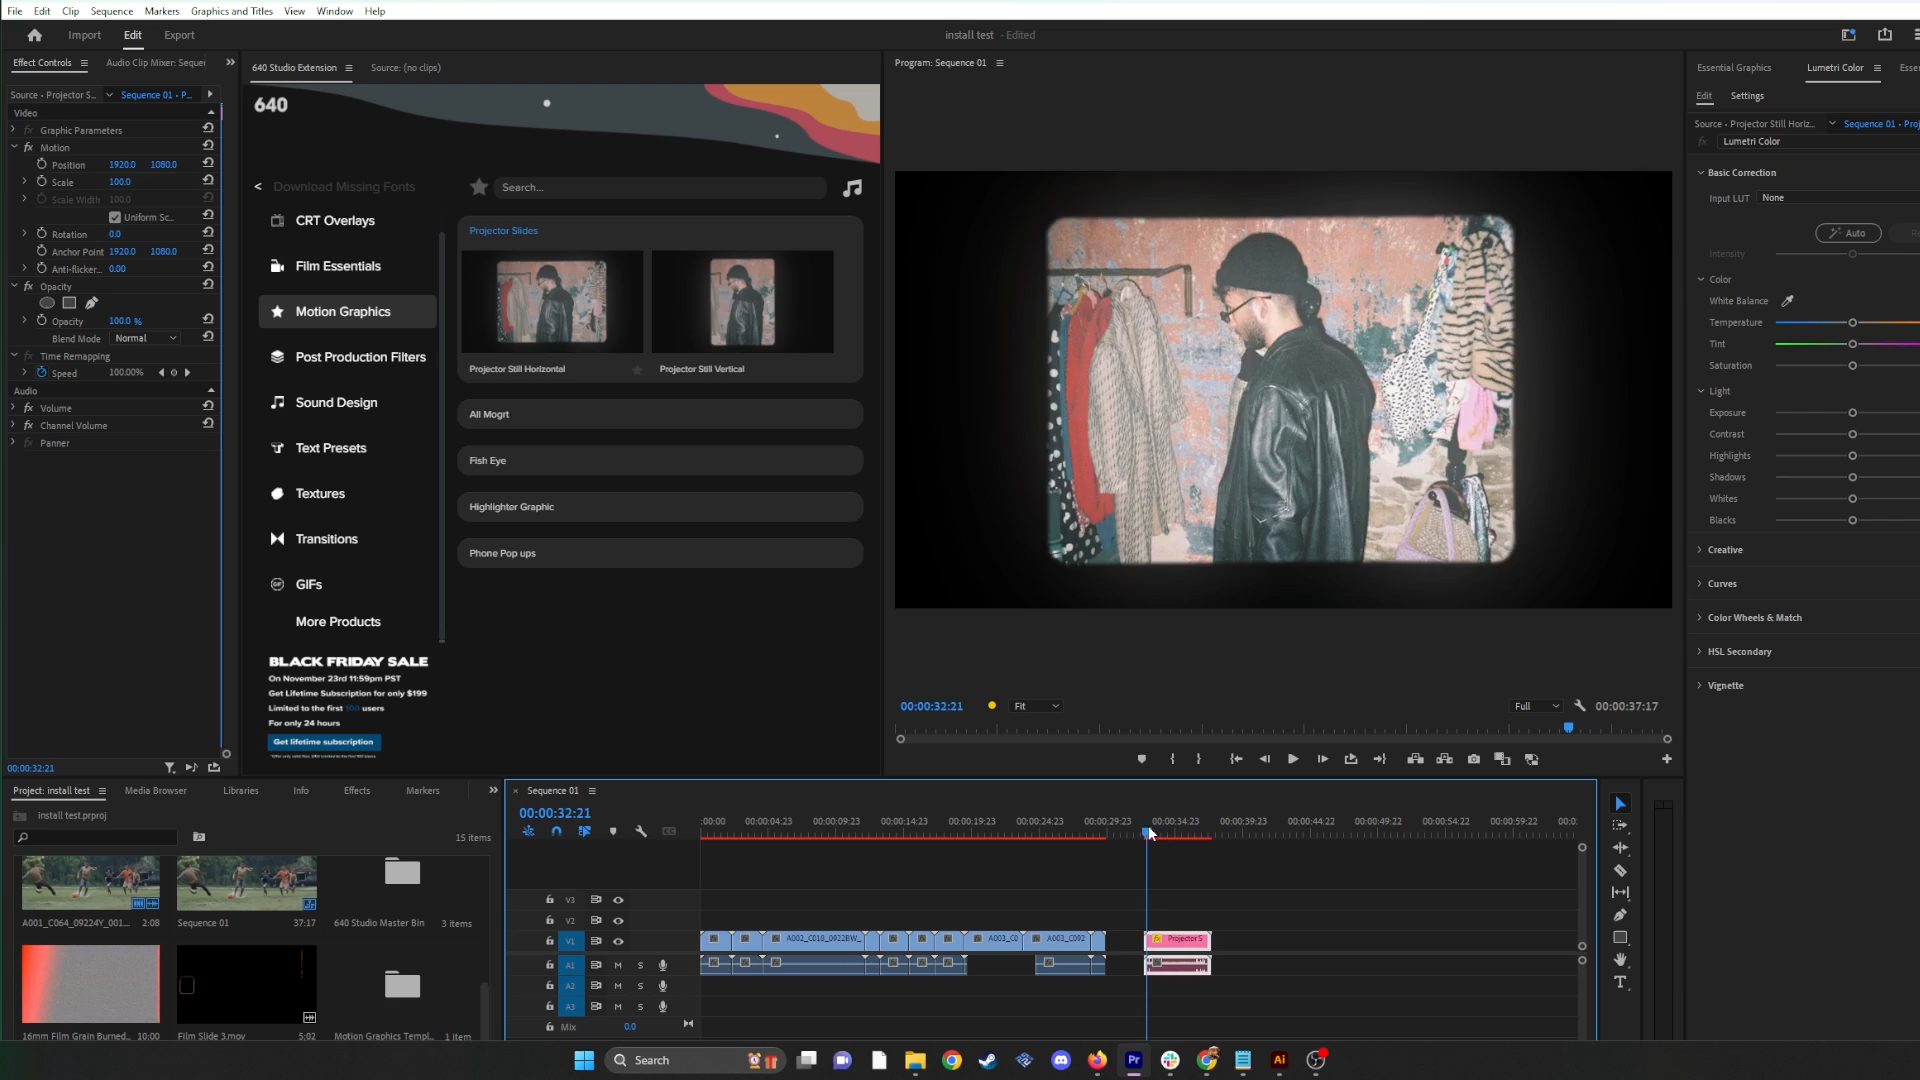 File Edit Clip Sequence Markers Graphics and Titles View Window Help
Import Edit Export
install test - Edited
Effect Controls
Audio Clip Mixer: Sequer
640 Studio Extension
Source: (no clips)
Program: Sequence 01
Essential Graphics
Lumetri Color
Source • Projector S...
Sequence 01 • P...
Video
Graphic Parameters
Motion
Position 1920.0 1080.0
Scale 100.0
Scale Width 100.0
Uniform Sc...
Rotation 0.0
Anchor Point 1920.0 1080.0
Anti-flicker... 0.00
Opacity
Opacity 100.0 %
Blend Mode Normal
Time Remapping
Speed 100.00%
Audio
Volume
Channel Volume
Panner
00:00:32:21
640
< Download Missing Fonts
Search...
CRT Overlays
Film Essentials
Motion Graphics
Post Production Filters
Sound Design
Text Presets
Textures
Transitions
GIF GIFs
More Products
BLACK FRIDAY SALE
On November 23rd 11:59pm PST
Get Lifetime Subscription for only $199
Limited to the first 100 users
For only 24 hours
Get lifetime subscription
Projector Slides
Projector Still Horizontal
Projector Still Vertical
All Mogrt
Fish Eye
Highlighter Graphic
Phone Pop ups
00:00:32:21
Fit
Full
00:00:37:17
Edit Settings
Source • Projector Still Horiz...
Sequence 01 • Proj
fx Lumetri Color
Basic Correction
Input LUT None
Auto
Intensity
Color
White Balance
Temperature
Tint
Saturation
Light
Exposure
Contrast
Highlights
Shadows
Whites
Blacks
Creative
Curves
Color Wheels & Match
HSL Secondary
Vignette
Project: install test
Media Browser
Libraries
Info
Effects
Markers
install test.prproj
15 items
A001_C064_09224Y_001... 2:08
Sequence 01 37:17
640 Studio Master Bin 3 items
16mm Film Grain Burned... 10:00
Film Slide 3.mov 5:02
Motion Graphics Templ... 1 item
Sequence 01
00:00:32:21
:00:00 00:00:04:23 00:00:09:23 00:00:14:23 00:00:19:23 00:00:24:23 00:00:29:23 00:00:34:23 00:00:39:23 00:00:44:22 00:00:49:22 00:00:54:22 00:00:59:22 00:0
V3
V2
V1
A002_C018_0922BW_
A003_C0
A003_C092
Projector S
A1 M S
A2 M S
A3 M S
Mix 0.0
Search
Pr
Ai